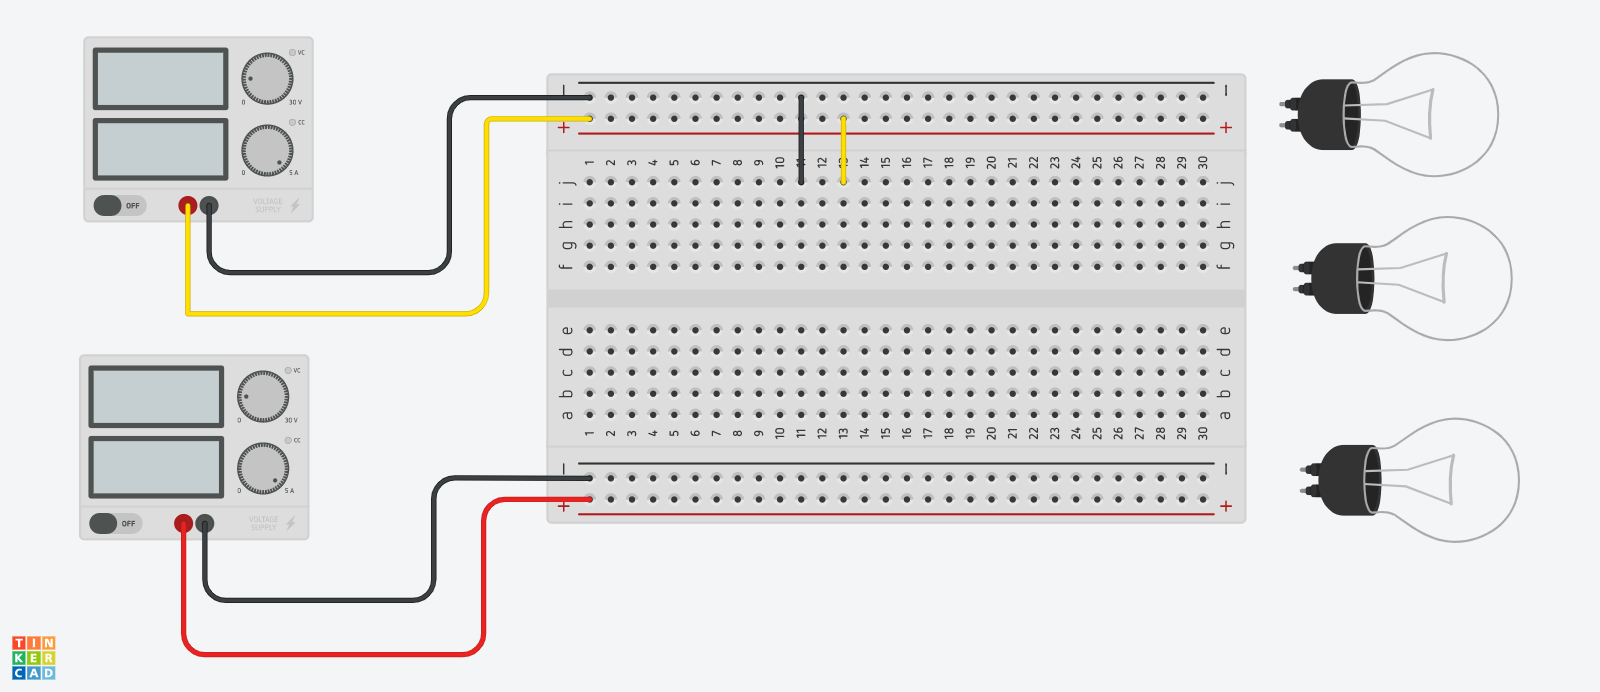 VC
0 30 V
CC
0 5 A
OFF VOLTAGE SUPPLY
VC
0 30 V
CC
0 5 A
OFF VOLTAGE SUPPLY
− −
+ +
1 2 3 4 5 6 7 8 9 10 11 12 13 14 15 16 17 18 19 20 21 22 23 24 25 26 27 28 29 30
j j
i i
h h
g g
f f
e e
d d
c c
b b
a a
1 2 3 4 5 6 7 8 9 10 11 12 13 14 15 16 17 18 19 20 21 22 23 24 25 26 27 28 29 30
− −
+ +
TIN
KER
CAD